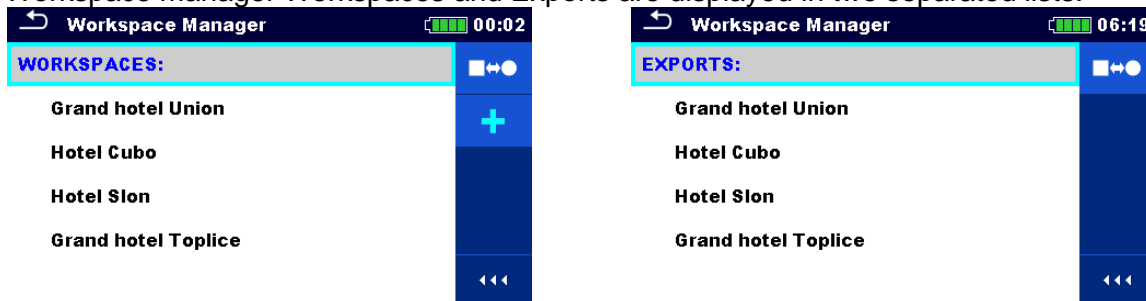 Workspace Manager Workspaces and Exports are displayed in two separated lists.
Workspace Manager 00:02
WORKSPACES:
Grand hotel Union
Hotel Cubo
Hotel Slon
Grand hotel Toplice
Workspace Manager 06:19
EXPORTS:
Grand hotel Union
Hotel Cubo
Hotel Slon
Grand hotel Toplice